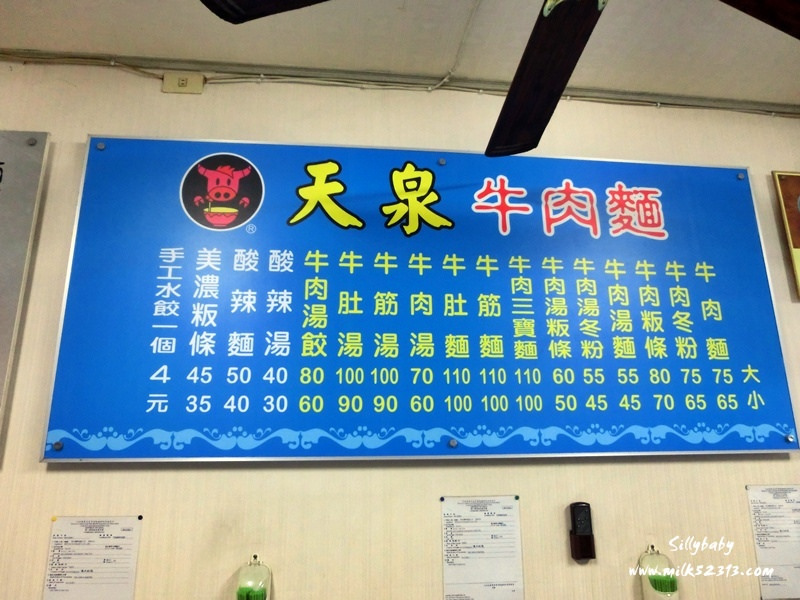 天泉牛肉麵
®
牛肉麵 75 65
牛肉冬粉 75 65
牛肉粄條 80 70
牛肉湯麵 55 45
牛肉湯冬粉 55 45
牛肉湯粄條 60 50
牛肉三寶麵 110 100
牛筋麵 110 100
牛肚麵 110 100
牛肉湯 70 60
牛筋湯 100 90
牛肚湯 100 90
牛肉湯餃 80 60
酸辣湯 40 30
酸辣麵 50 40
美濃粄條 45 35
手工水餃一個4元
大
小
Sillybaby
www.milk52313.com